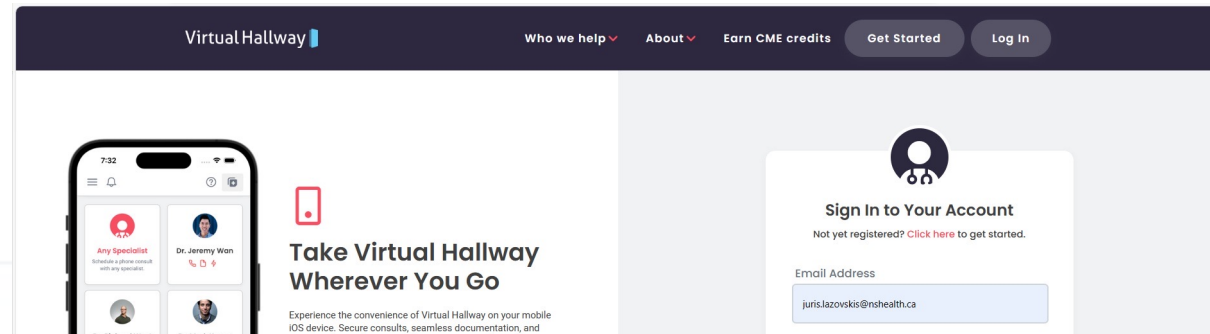 Virtual Hallway
Who we help
About
Earn CME credits
Get Started
Log In
7:32
Any Specialist
Schedule a phone consult
with any specialist.
Dr. Jeremy Wan
Take Virtual Hallway
Wherever You Go
Experience the convenience of Virtual Hallway on your mobile
iOS device. Secure consults, seamless documentation, and
Sign In to Your Account
Not yet registered? Click here to get started.
Email Address
juris.lazovskis@nshealth.ca